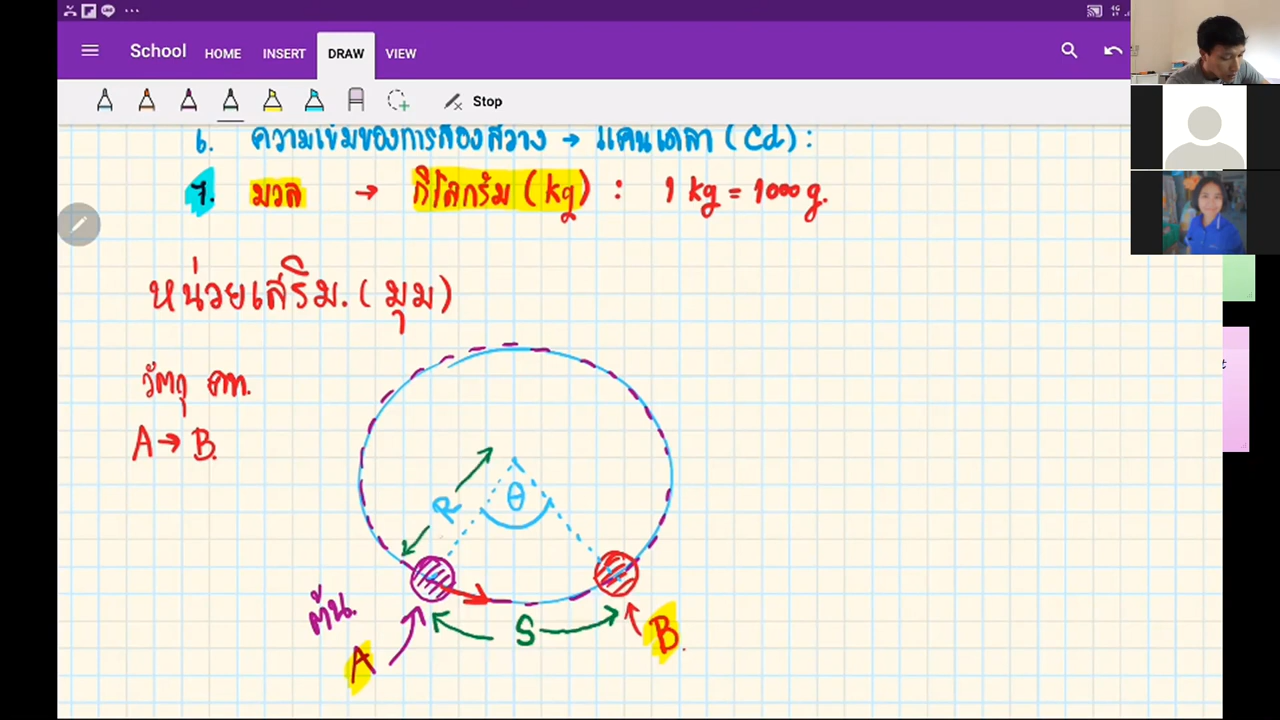 4G
School HOME INSERT DRAW VIEW
Stop
6. ความเข้มของการส่องสว่าง → แคนเดลา (Cd):
7. มวล → กิโลกรัม (kg) : 1 kg = 1000 g.
หน่วยเสริม. (มุม)
วัตถุ คท.
A → B.
R
θ
ต้น.
S
A
B
t